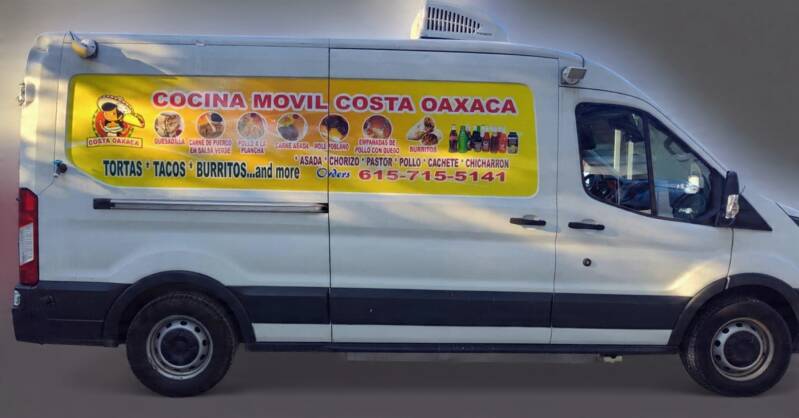 COCINA MOVIL COSTA OAXACA
COSTA OAXACA
QUESADILLA
CARNE DE PUERCO
EN SALSA VERDE
POLLO A LA
PLANCHA
CARNE ASADA
MOLE POBLANO
EMPANADAS DE
POLLO CON QUESO
BURRITOS
* ASADA * CHORIZO * PASTOR * POLLO * CACHETE * CHICHARRON
TORTAS * TACOS * BURRITOS...and more
Orders 615-715-5141